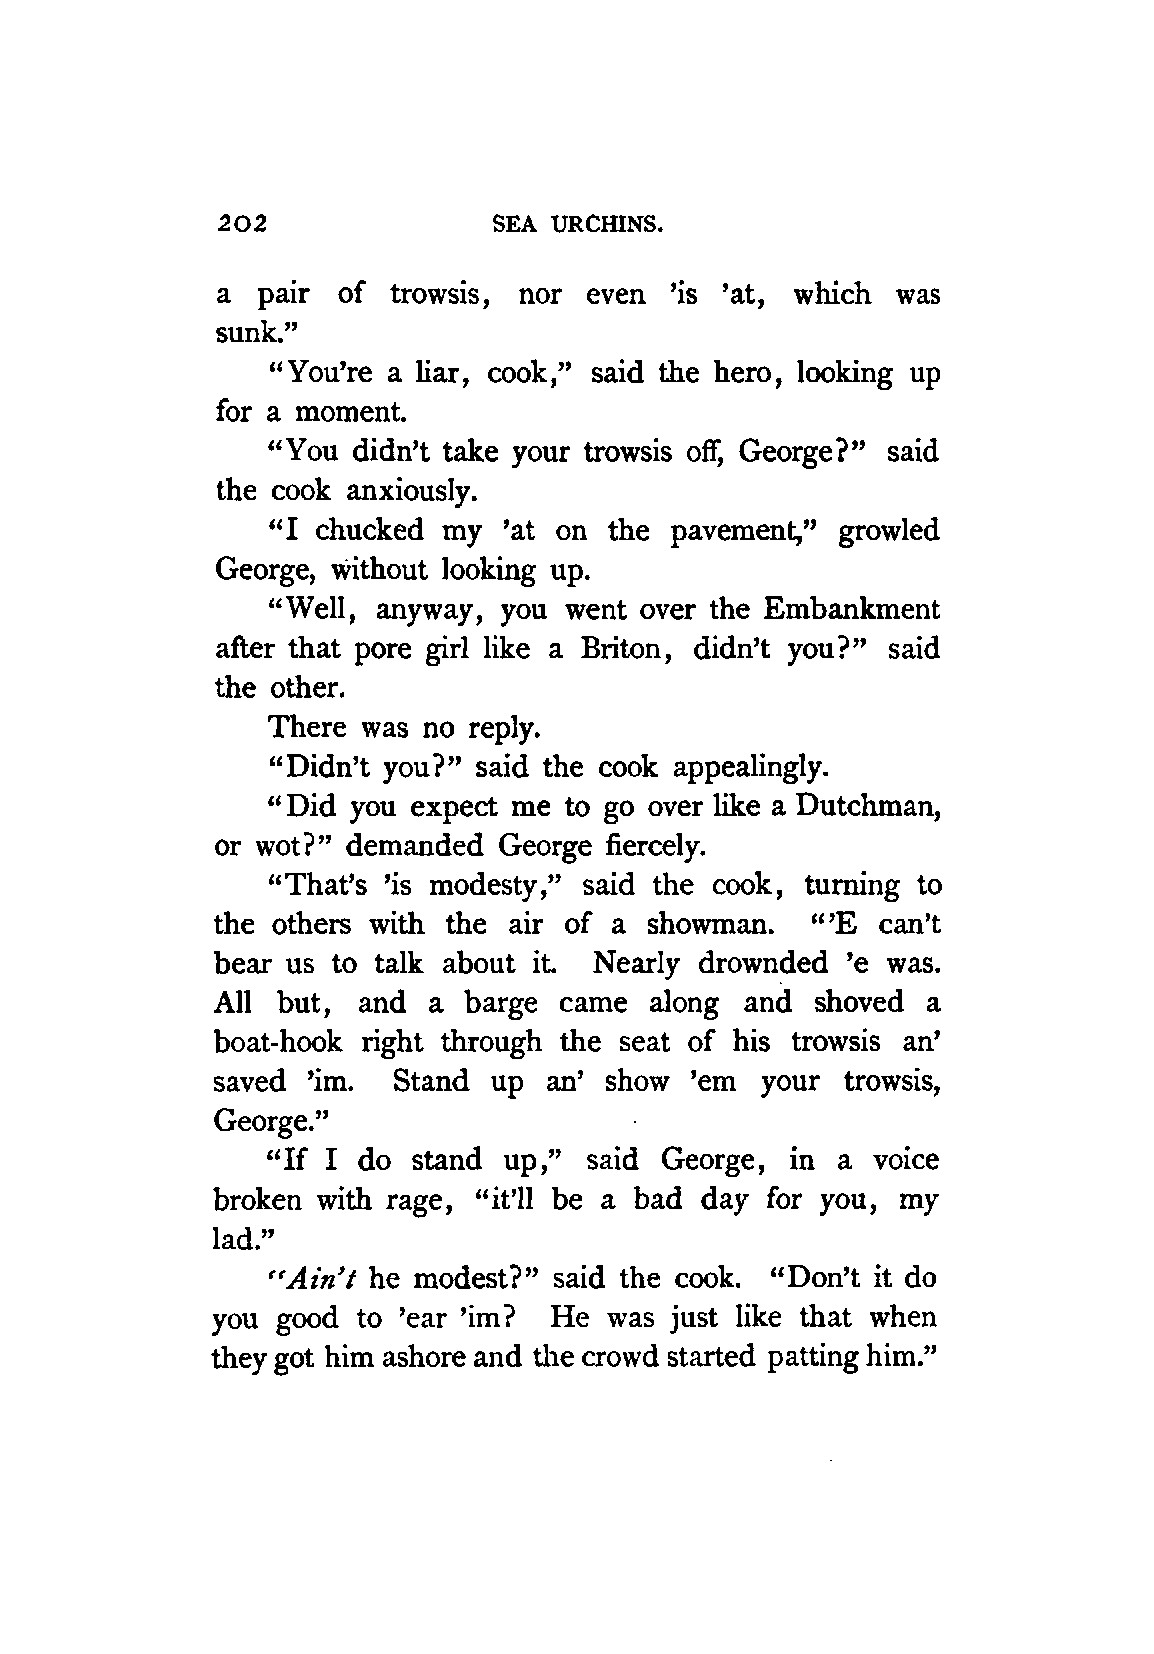 202 SEA URCHINS.
a pair of trowsis, nor even 'is 'at, which was
sunk."
"You're a liar, cook," said the hero, looking up
for a moment.
"You didn't take your trowsis off, George?" said
the cook anxiously.
"I chucked my 'at on the pavement," growled
George, without looking up.
"Well, anyway, you went over the Embankment
after that pore girl like a Briton, didn't you?" said
the other.
There was no reply.
"Didn't you?" said the cook appealingly.
"Did you expect me to go over like a Dutchman,
or wot?" demanded George fiercely.
"That's 'is modesty," said the cook, turning to
the others with the air of a showman. "'E can't
bear us to talk about it. Nearly drownded 'e was.
All but, and a barge came along and shoved a
boat-hook right through the seat of his trowsis an'
saved 'im. Stand up an' show 'em your trowsis,
George."
"If I do stand up," said George, in a voice
broken with rage, "it'll be a bad day for you, my
lad."
"Ain't he modest?" said the cook. "Don't it do
you good to 'ear 'im? He was just like that when
they got him ashore and the crowd started patting him."